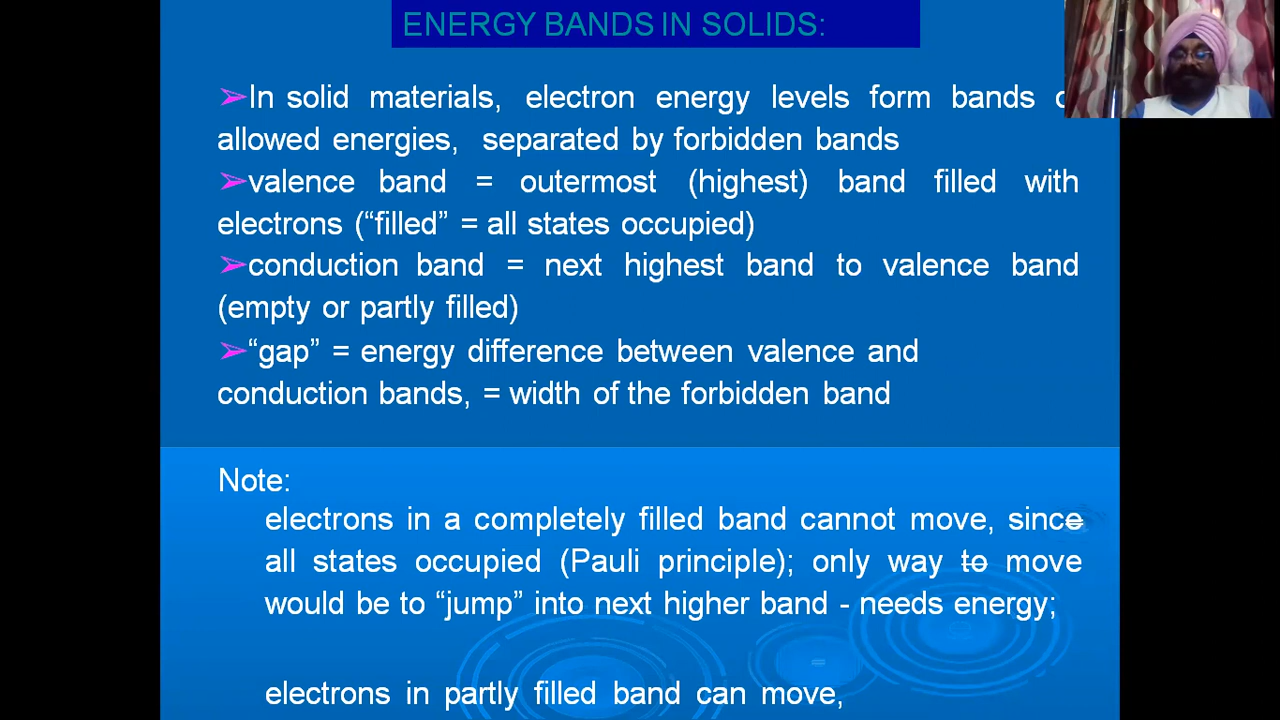 ENERGY BANDS IN SOLIDS:
➢In solid materials, electron energy levels form bands
allowed energies, separated by forbidden bands
➢valence band = outermost (highest) band filled with
electrons (“filled” = all states occupied)
➢conduction band = next highest band to valence band
(empty or partly filled)
➢“gap” = energy difference between valence and
conduction bands, = width of the forbidden band
Note:
electrons in a completely filled band cannot move, since
all states occupied (Pauli principle); only way to move
would be to “jump” into next higher band - needs energy;
electrons in partly filled band can move,